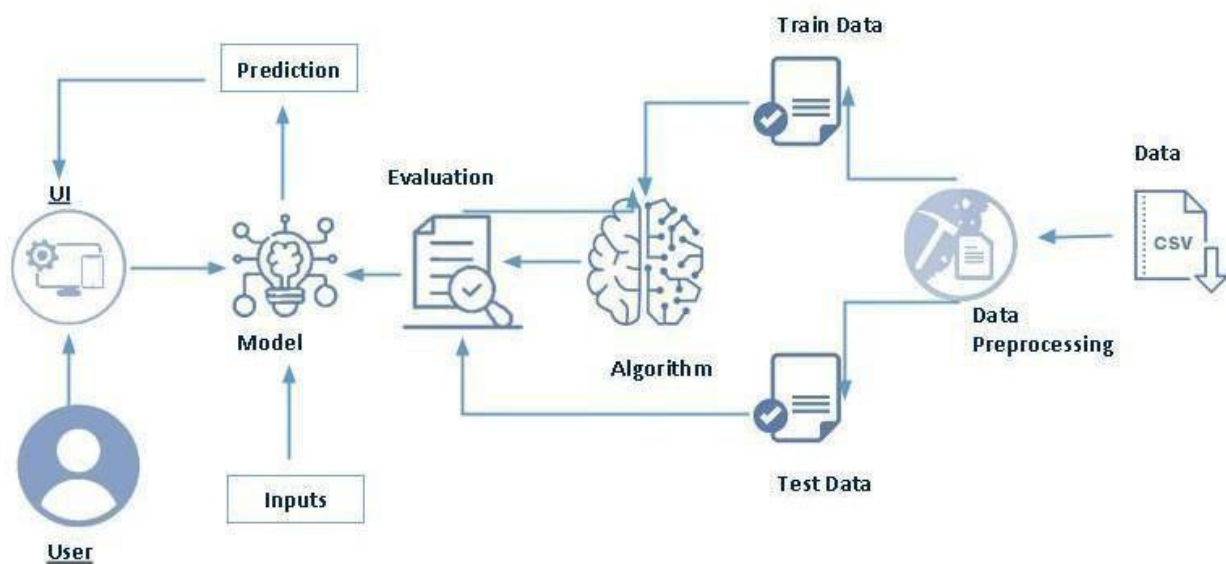 Train Data
Prediction
Data
Evaluation
UI
CSV
Model
Data
Preprocessing
Algorithm
Inputs
Test Data
User